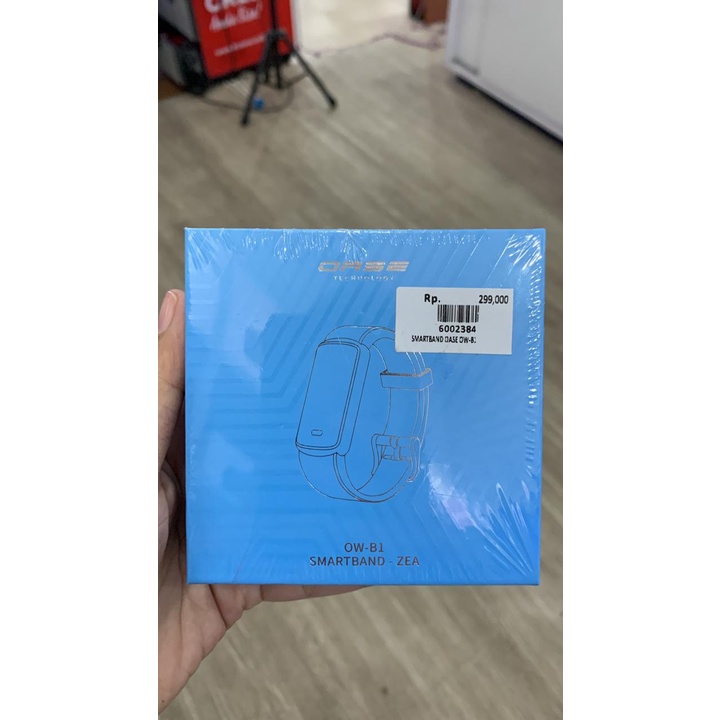 OASE
TECHNOLOGY
Rp. 299,000
6002384
SMARTBAND OASE OW-B1
OW-B1
SMARTBAND - ZEA